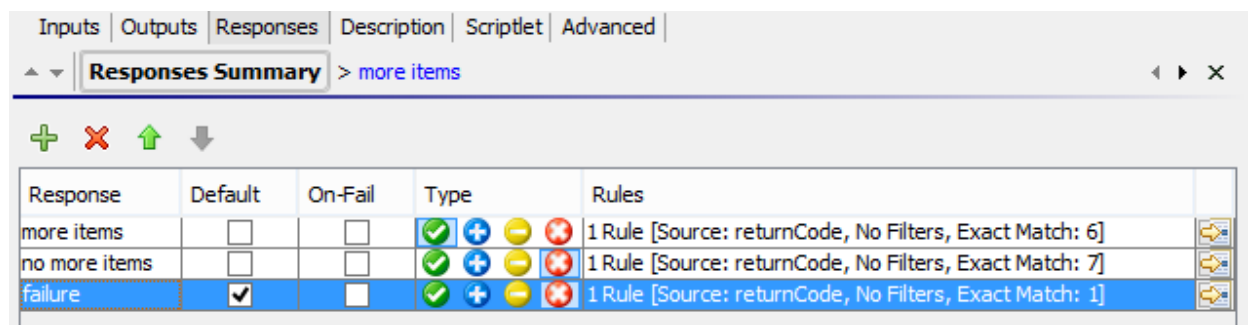 Inputs Outputs Responses Description Scriptlet Advanced
Responses Summary > more items
Response Default On-Fail Type Rules
more items 1 Rule [Source: returnCode, No Filters, Exact Match: 6]
no more items 1 Rule [Source: returnCode, No Filters, Exact Match: 7]
failure 1 Rule [Source: returnCode, No Filters, Exact Match: 1]